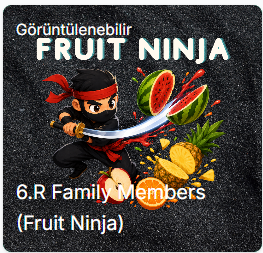 Görüntülenebilir
FRUIT NINJA
6.R Family Members
(Fruit Ninja)